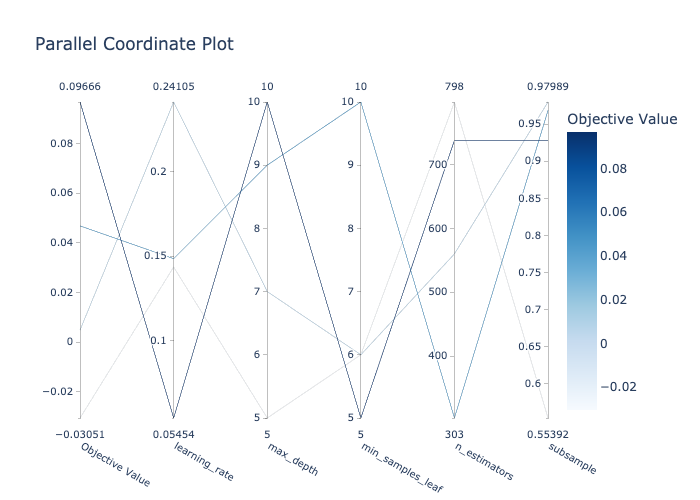 Parallel Coordinate Plot
0.09666 0.24105 10 10 798 0.97989
Objective Value
10 10
0.95
0.08 0.08
0.9
0.2 9 9 700
0.06 0.85 0.06
8 8 600 0.8
0.04 0.04
0.15
0.75
0.02 7 7 500 0.7 0.02
0 0.1 6 6 400 0.65 0
−0.02 0.6 −0.02
5 5
−0.03051 0.05454 5 5 303 0.55392
Objective Value learning_rate max_depth min_samples_leaf n_estimators subsample